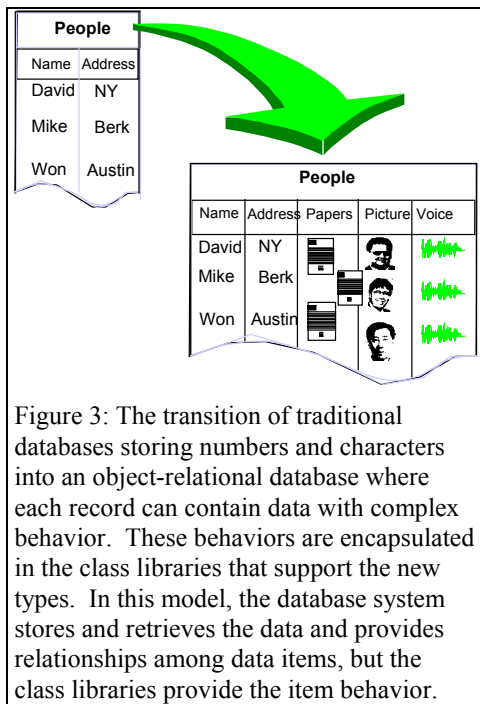 People
Name Address
David NY
Mike Berk
Won Austin
People
Name Address Papers Picture Voice
David NY
Mike Berk
Won Austin
Figure 3: The transition of traditional
databases storing numbers and characters
into an object-relational database where
each record can contain data with complex
behavior. These behaviors are encapsulated
in the class libraries that support the new
types. In this model, the database system
stores and retrieves the data and provides
relationships among data items, but the
class libraries provide the item behavior.